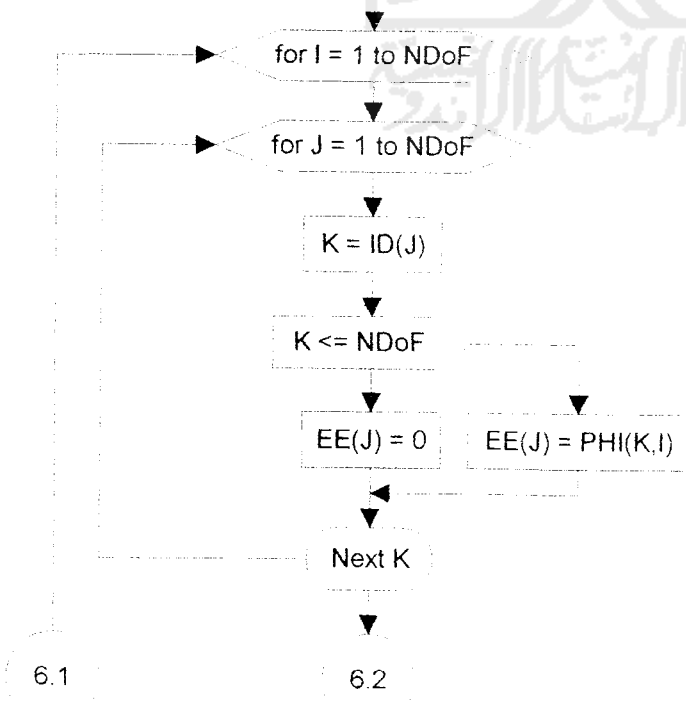 for I = 1 to NDoF
for J = 1 to NDoF
K = ID(J)
K <= NDoF
EE(J) = 0
EE(J) = PHI(K,I)
Next K
6.1
6.2